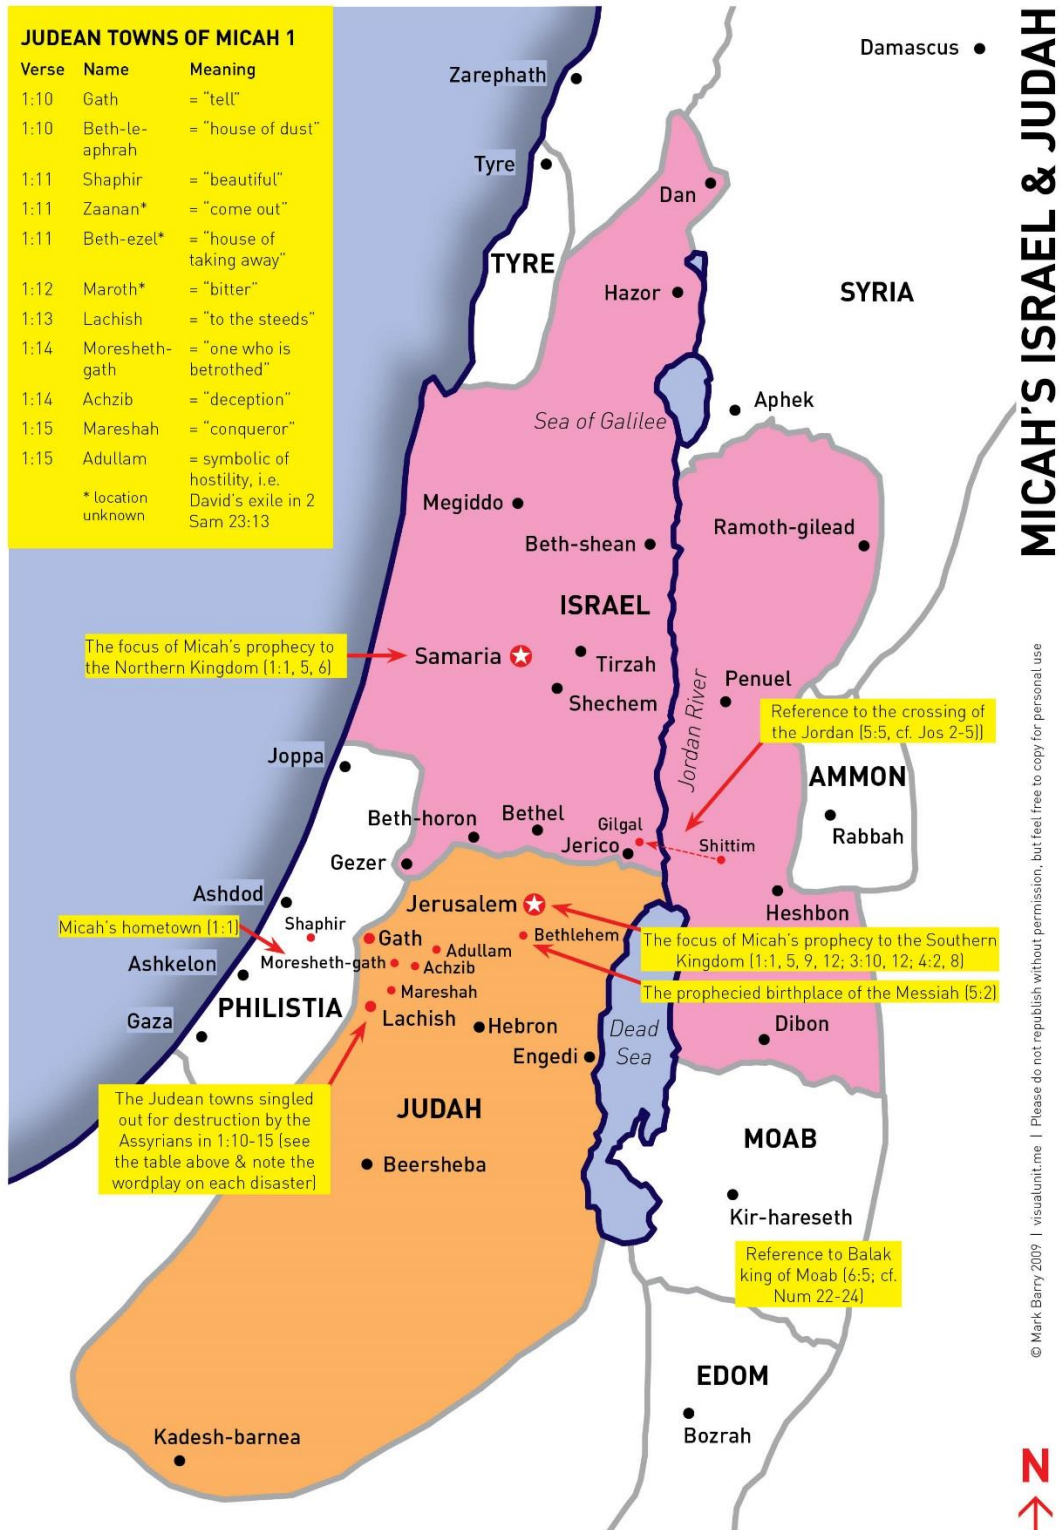 MICAH'S ISRAEL & JUDAH
JUDEAN TOWNS OF MICAH 1
Verse Name Meaning
1:10 Gath = "tell"
1:10 Beth-le- = "house of dust"
aphrah
1:11 Shaphir = "beautiful"
1:11 Zaanan* = "come out"
1:11 Beth-ezel* = "house of
taking away"
1:12 Maroth* = "bitter"
1:13 Lachish = "to the steeds"
1:14 Moresheth- = "one who is
gath betrothed"
1:14 Achzib = "deception"
1:15 Mareshah = "conqueror"
1:15 Adullam = symbolic of
hostility, i.e.
* location David's exile in 2
unknown Sam 23:13
Damascus
Zarephath
Tyre
Dan
TYRE
Hazor
SYRIA
Aphek
Sea of Galilee
Megiddo
Ramoth-gilead
Beth-shean
ISRAEL
The focus of Micah's prophecy to
the Northern Kingdom (1:1, 5, 6)
Samaria
Tirzah
Shechem
Penuel
Jordan River
Reference to the crossing of
the Jordan (5:5, cf. Jos 2-5))
Joppa
AMMON
Rabbah
Beth-horon
Bethel
Gilgal
Jerico
Shittim
Gezer
Ashdod
Jerusalem
Heshbon
Micah's hometown (1:1)
Shaphir
Gath
Bethlehem
The focus of Micah's prophecy to the Southern
Kingdom (1:1, 5, 9, 12; 3:10, 12; 4:2, 8)
Adullam
Moresheth-gath
Achzib
Ashkelon
Mareshah
The prophecied birthplace of the Messiah (5:2)
PHILISTIA
Lachish
Gaza
Hebron
Dibon
Dead
Sea
Engedi
The Judean towns singled
out for destruction by the
Assyrians in 1:10-15 (see
the table above & note the
wordplay on each disaster)
JUDAH
MOAB
Beersheba
Kir-hareseth
Reference to Balak
king of Moab (6:5; cf.
Num 22-24)
EDOM
Bozrah
Kadesh-barnea
N
© Mark Barry 2009 | visualunit.me | Please do not republish without permission, but feel free to copy for personal use